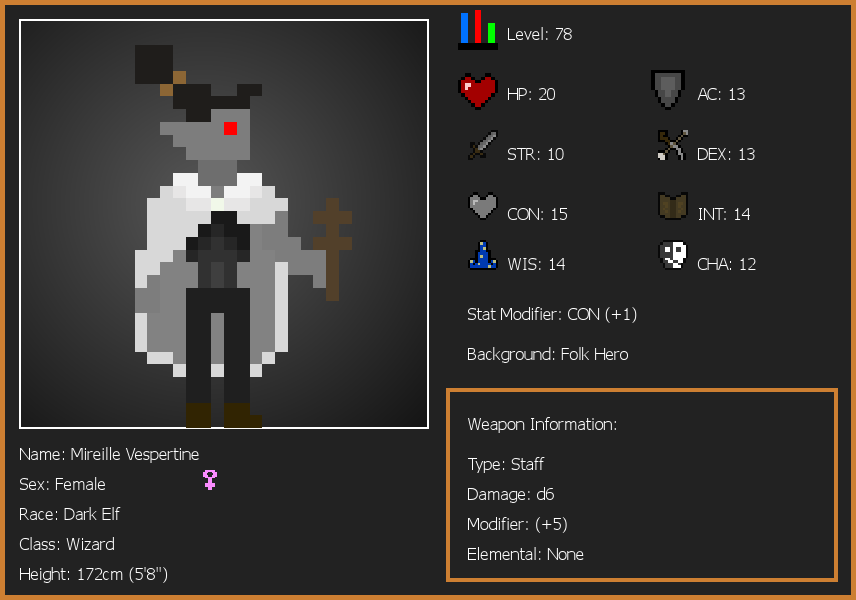 Level: 78
HP: 20
AC: 13
STR: 10
DEX: 13
CON: 15
INT: 14
WIS: 14
CHA: 12
Stat Modifier: CON (+1)
Background: Folk Hero
Weapon Information:
Type: Staff
Damage: d6
Modifier: (+5)
Elemental: None
Name: Mireille Vespertine
Sex: Female
Race: Dark Elf
Class: Wizard
Height: 172cm (5'8")